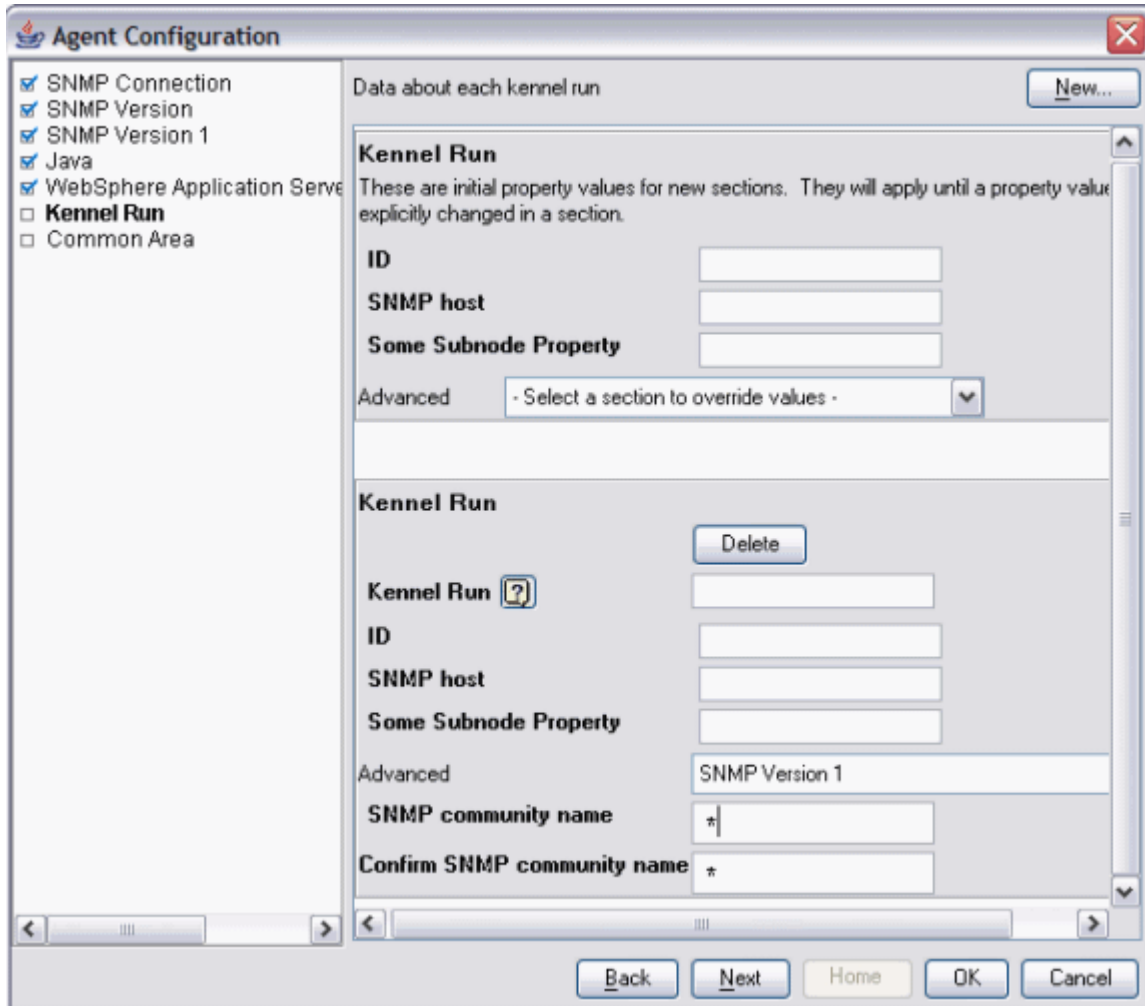 Agent Configuration
SNMP Connection
SNMP Version
SNMP Version 1
Java
WebSphere Application Serve
Kennel Run
Common Area
Data about each kennel run
New...
Kennel Run
These are initial property values for new sections. They will apply until a property value
explicitly changed in a section.
ID
SNMP host
Some Subnode Property
Advanced
- Select a section to override values -
Kennel Run
Delete
Kennel Run
ID
SNMP host
Some Subnode Property
Advanced
SNMP Version 1
SNMP community name
*
Confirm SNMP community name
*
Back
Next
Home
OK
Cancel